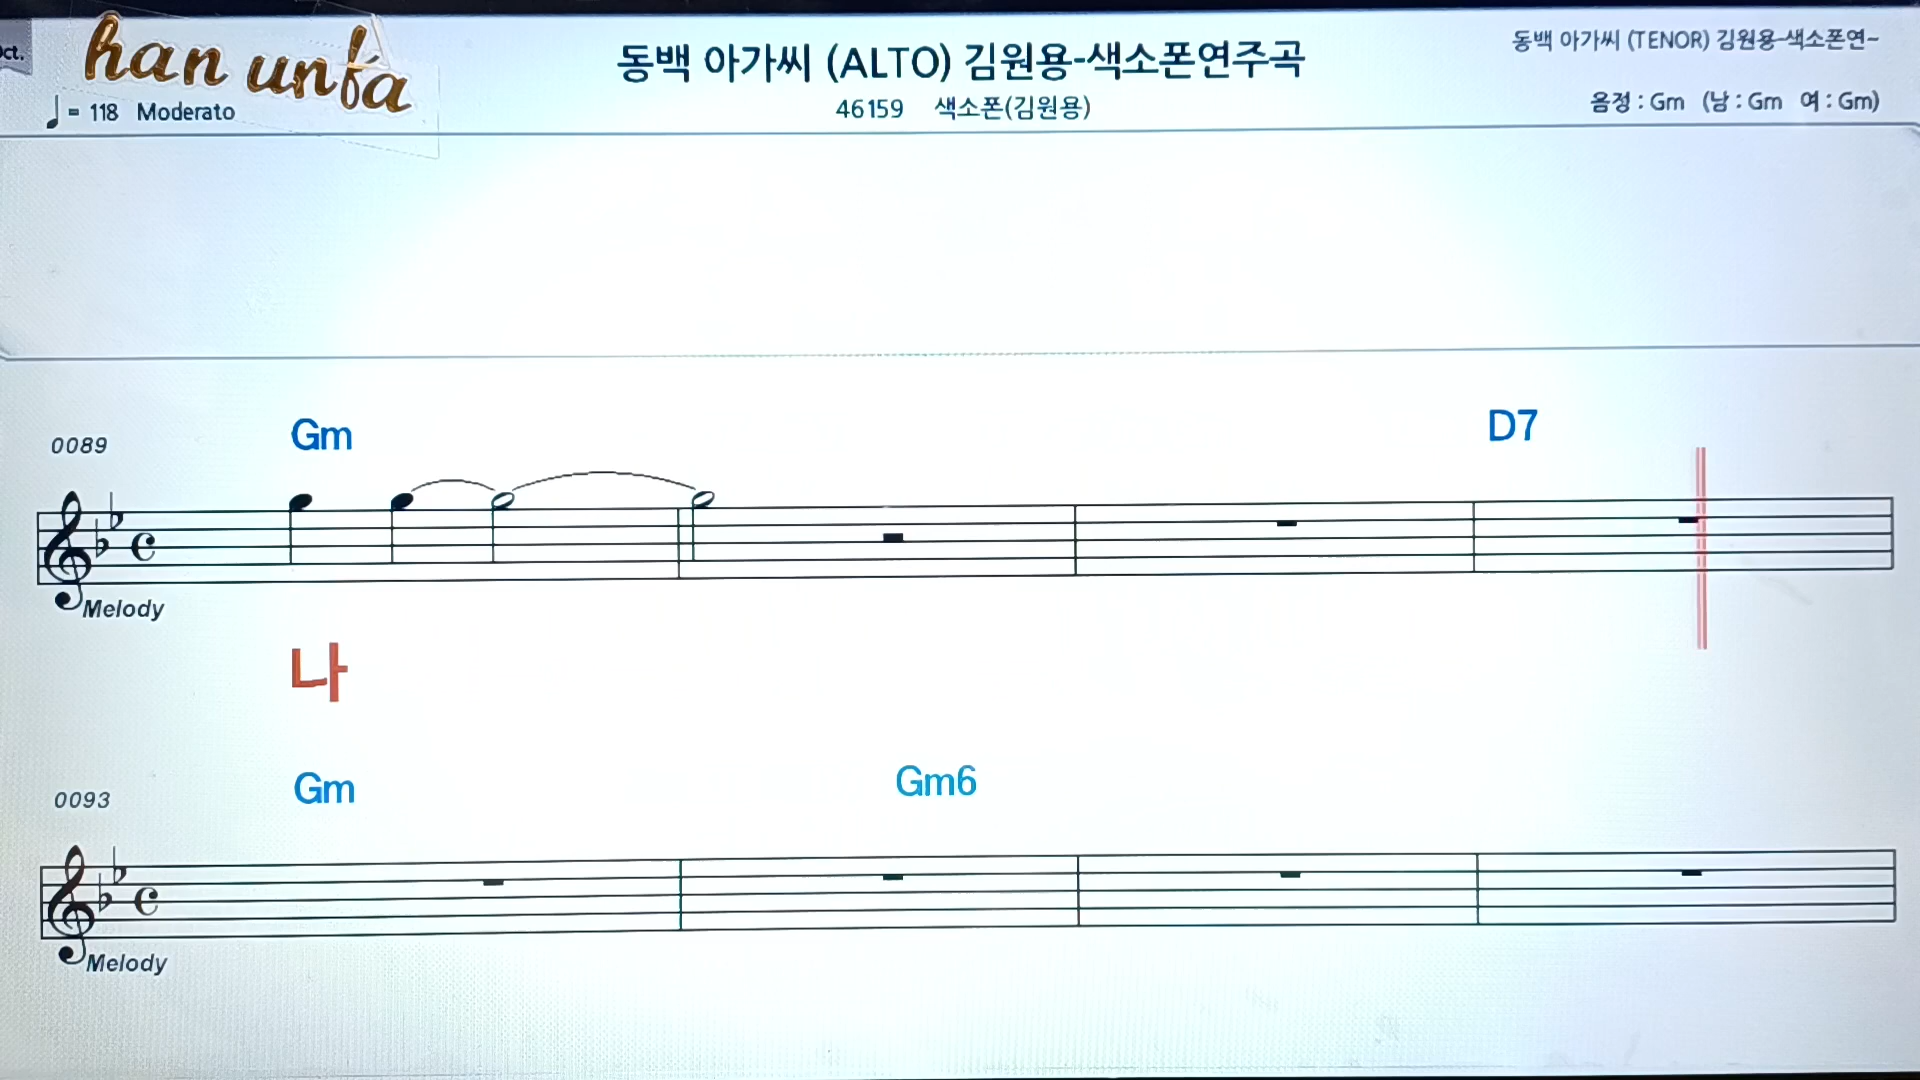 ct.
han unfa
동백 아가씨 (ALTO) 김원용-색소폰연주곡
동백 아가씨 (TENOR) 김원용-색소폰연~
= 118 Moderato
46159 색소폰(김원용)
음정 : Gm (남 : Gm 여 : Gm)
0089
Gm
D7
Melody
나
0093
Gm
Gm6
Melody